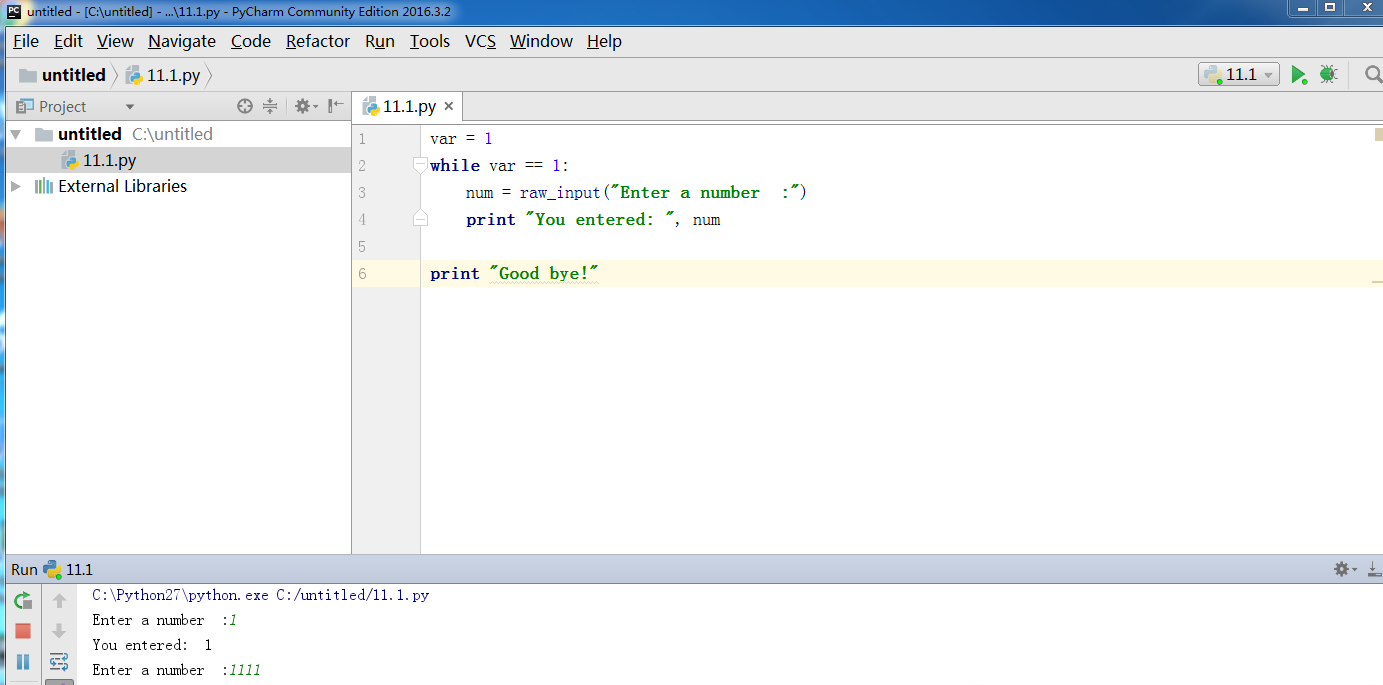 PC untitled - [C:\untitled] - ...\11.1.py - PyCharm Community Edition 2016.3.2
File Edit View Navigate Code Refactor Run Tools VCS Window Help
untitled 11.1.py 11.1
Project 11.1.py
untitled C:\untitled
11.1.py
External Libraries
1 var = 1
2 while var == 1:
3 num = raw_input("Enter a number  :")
4 print "You entered: ", num
5
6 print "Good bye!"
Run 11.1
C:\Python27\python.exe C:/untitled/11.1.py
Enter a number  :1
You entered:  1
Enter a number  :1111